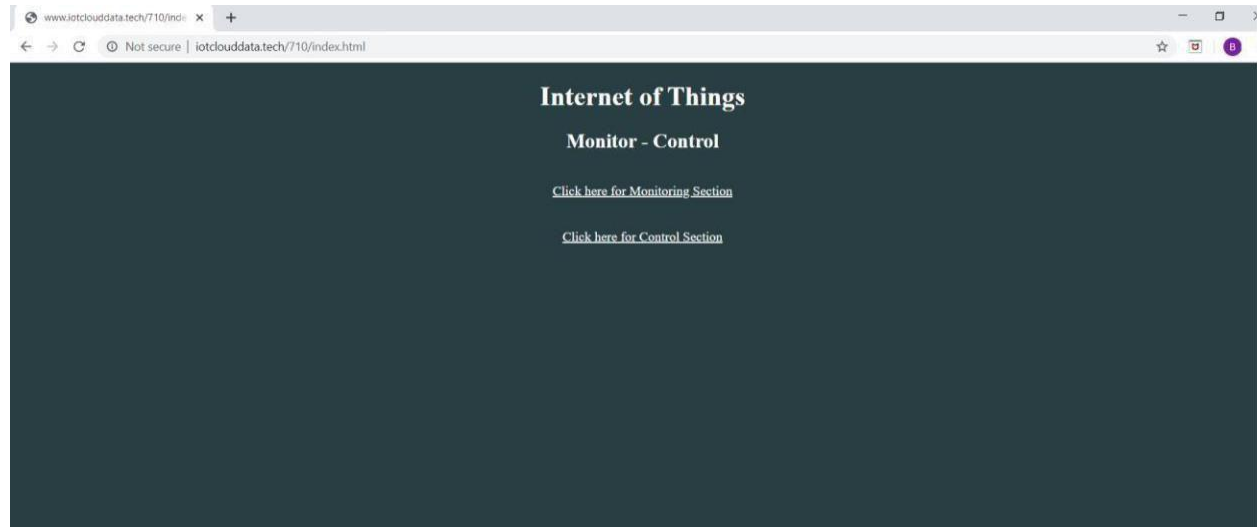 www.iotclouddata.tech/710/inde
Not secure | iotclouddata.tech/710/index.html
B
Internet of Things
Monitor - Control
Click here for Monitoring Section
Click here for Control Section